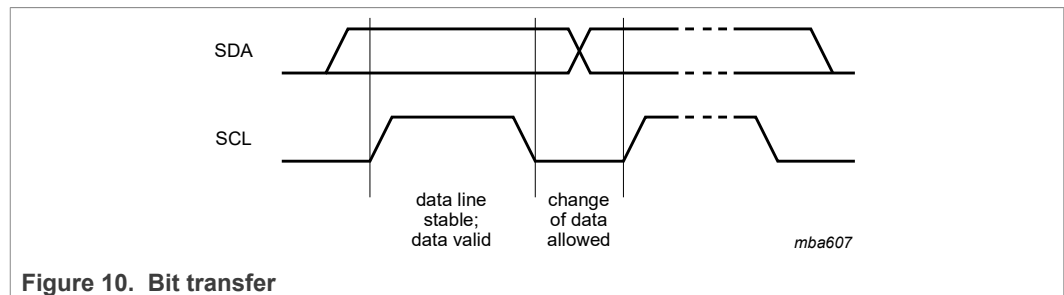 SDA
SCL
data line
stable;
data valid
change
of data
allowed
mba607
Figure 10. Bit transfer